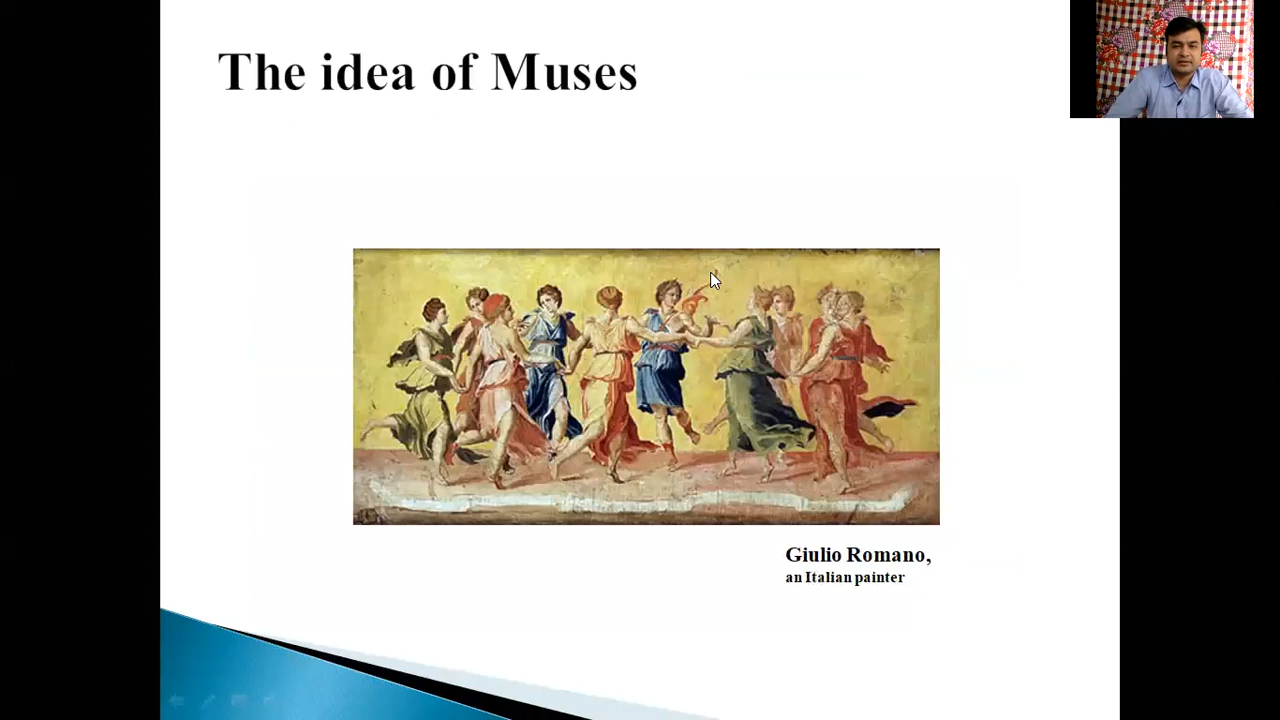 The idea of Muses
Giulio Romano,
an Italian painter